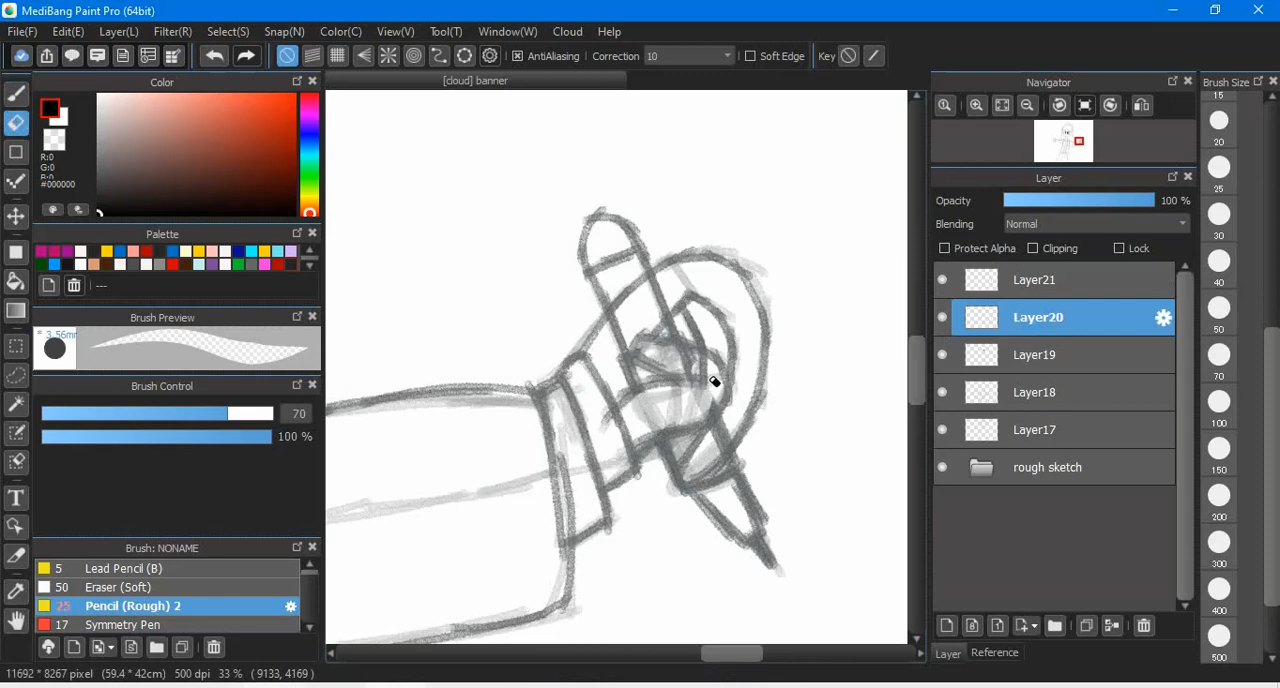 MediBang Paint Pro (64bit)
File(F) Edit(E) Layer(L) Filter(R) Select(S) Snap(N) Color(C) View(V) Tool(T) Window(W) Cloud Help
AntiAliasing Correction 10 Soft Edge Key
Color
[cloud] banner
Navigator
Brush Size
R:0
G:0
B:0
#000000
Palette
---
Brush Preview
* 3.56m
Brush Control
70
100 %
Brush: NONAME
5 Lead Pencil (B)
50 Eraser (Soft)
25 Pencil (Rough) 2
17 Symmetry Pen
Layer
Opacity 100 %
Blending Normal
Protect Alpha Clipping Lock
Layer21
Layer20
Layer19
Layer18
Layer17
rough sketch
Layer Reference
15
20
25
30
40
50
70
100
150
200
300
400
500
11692 * 8267 pixel (59.4 * 42cm) 500 dpi 33 % ( 9133, 4169 )